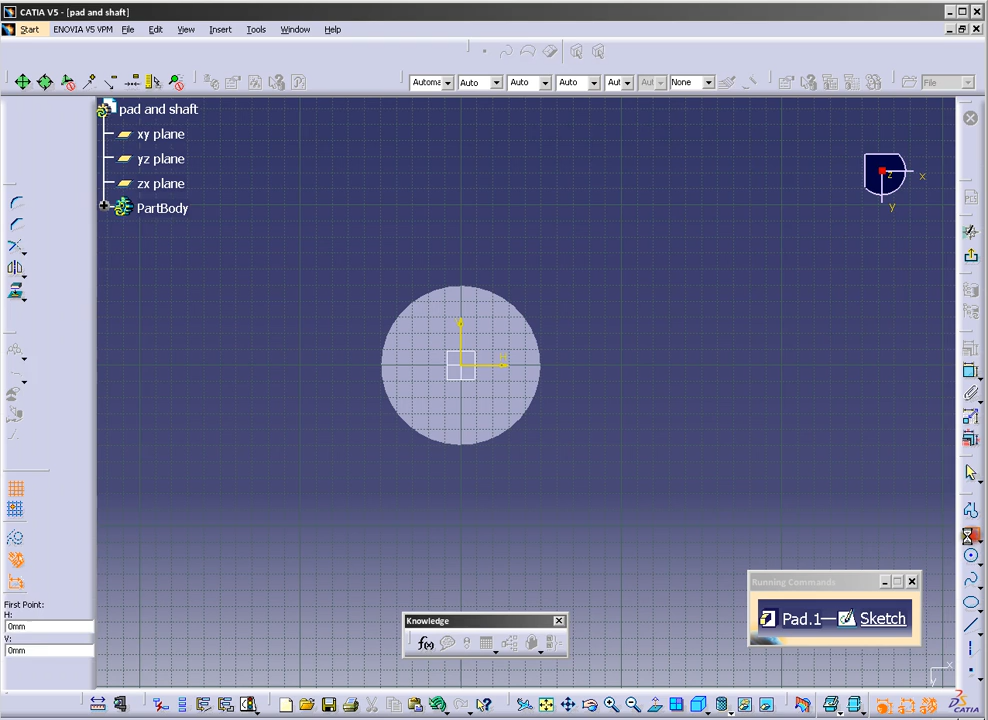 CATIA V5 - [pad and shaft]
Start ENOVIA V5 VPM File Edit View Insert Tools Window Help
Automa Auto Auto Auto Aut Aut None File
pad and shaft
xy plane
yz plane
zx plane
PartBody
x
z
y
H
First Point:
H:
0mm
V:
0mm
Running Commands
Pad.1 Sketch
Knowledge
f(x)
x
y
CATIA